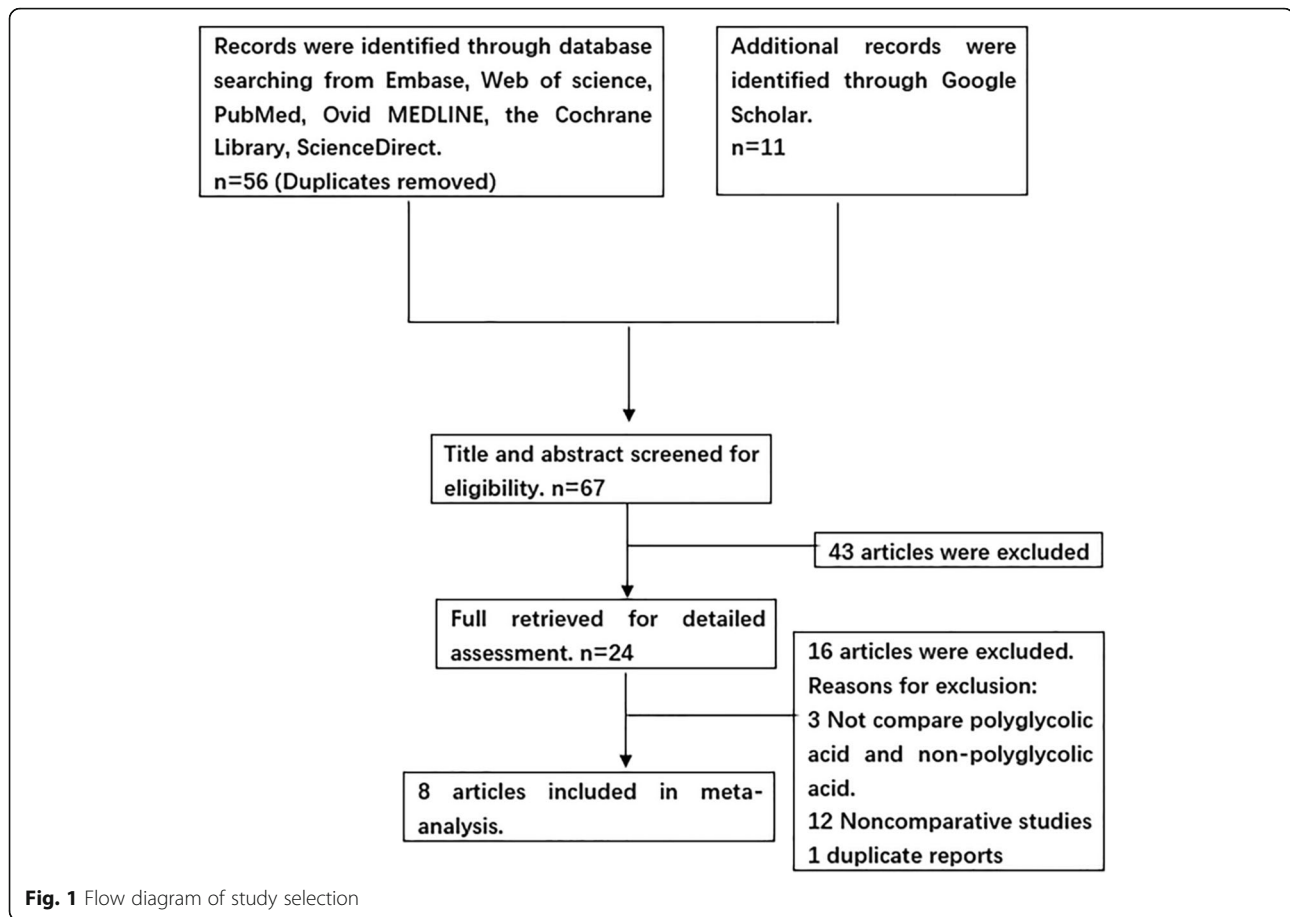 Records were identified through database
searching from Embase, Web of science,
PubMed, Ovid MEDLINE, the Cochrane
Library, ScienceDirect.
n=56 (Duplicates removed)
Additional records were
identified through Google
Scholar.
n=11
Title and abstract screened for
eligibility. n=67
43 articles were excluded
Full retrieved for detailed
assessment. n=24
16 articles were excluded.
Reasons for exclusion:
3 Not compare polyglycolic
acid and non-polyglycolic
acid.
12 Noncomparative studies
1 duplicate reports
8 articles included in meta-
analysis.
Fig. 1 Flow diagram of study selection